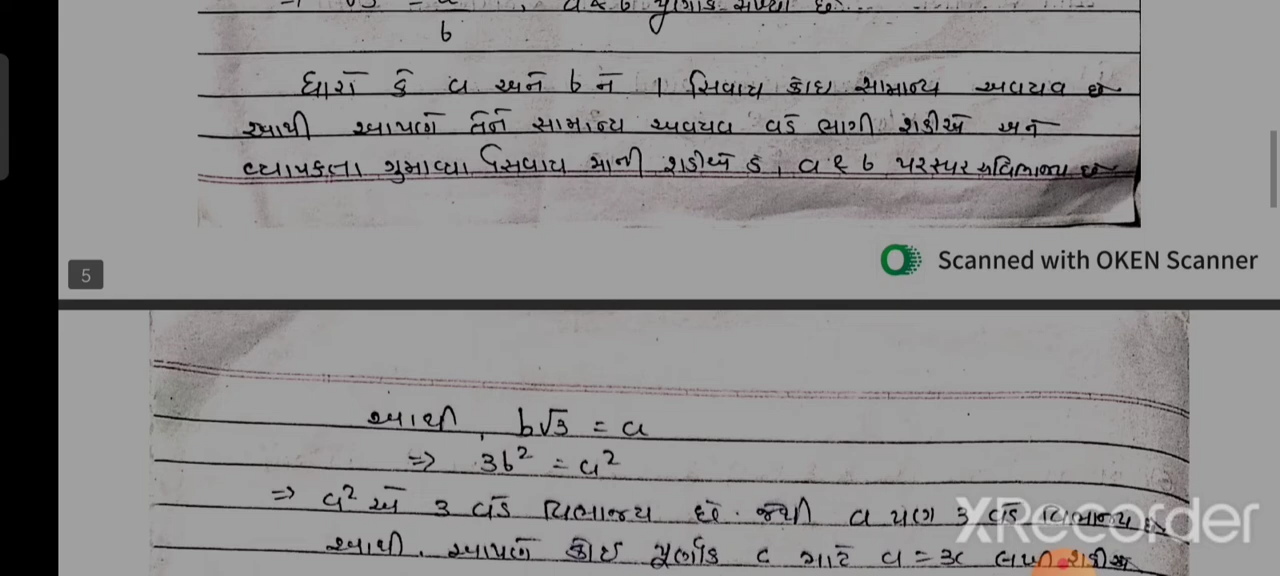 ⇒ √3 = a/b , a & b પૂર્ણાંક સંખ્યા છે.
ધારો કે a અને b ને 1 સિવાય કોઇ સામાન્ય અવયવ છે
આથી આપણે તેને સામાન્ય અવયવ વડે ભાગી શકીએ અને
વ્યાપકતા ગુમાવ્યા સિવાય માની શકીએ કે, a & b પરસ્પર અવિભાજ્ય છે
5
Scanned with OKEN Scanner
આથી, b√3 = a
⇒ 3b² = a²
⇒ a² એ 3 વડે વિભાજ્ય છે. જેથી a પણ 3 વડે વિભાજ્ય છે
XRecorder
આથી, આપણે કોઇ પૂર્ણાંક c માટે a = 3c લખી શકીએ